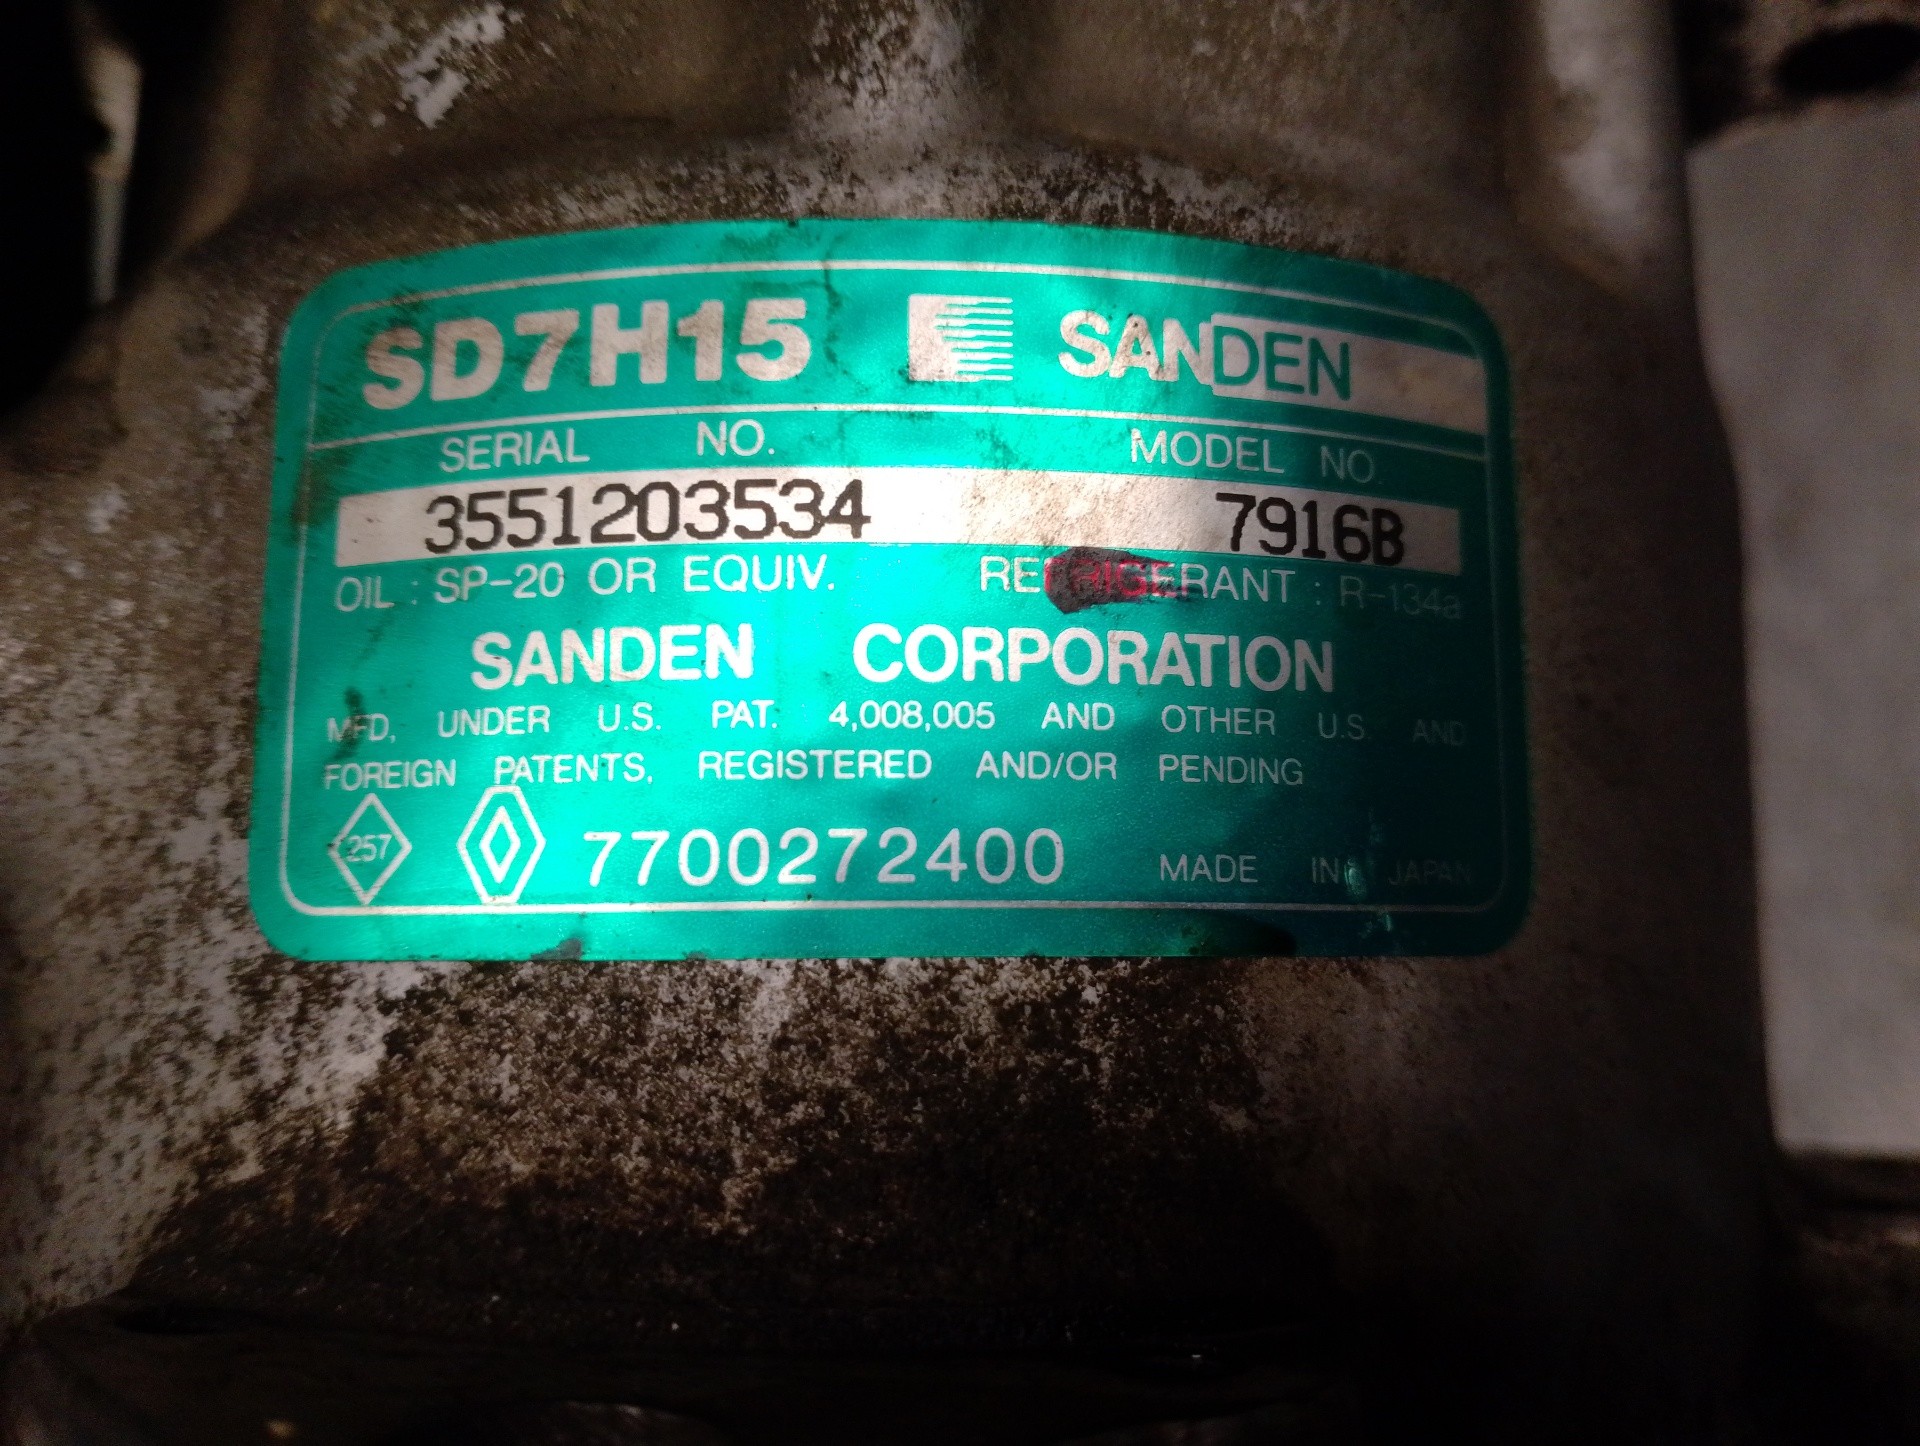 SD7H15 SANDEN
SERIAL NO. MODEL NO.
3551203534 7916B
OIL : SP-20 OR EQUIV. REFRIGERANT : R-134a
SANDEN CORPORATION
MFD, UNDER U.S. PAT. 4,008,005 AND OTHER U.S. AND
FOREIGN PATENTS, REGISTERED AND/OR PENDING
257 7700272400 MADE IN JAPAN